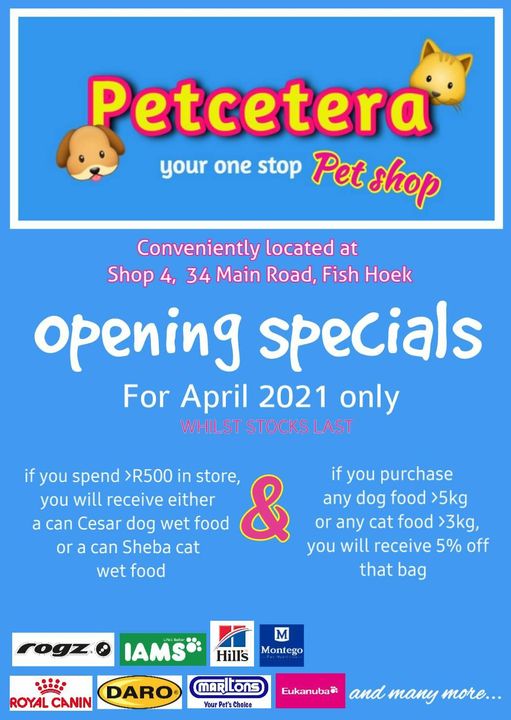 Petcetera
your one stop Pet shop
Conveniently located at
Shop 4, 34 Main Road, Fish Hoek
opening specials
For April 2021 only
WHILST STOCKS LAST
if you spend >R500 in store,
you will receive either
a can Cesar dog wet food
or a can Sheba cat
wet food
&
if you purchase
any dog food >5kg
or any cat food >3kg,
you will receive 5% off
that bag
rogz
IAMS
Hill's
M
Montego
ROYAL CANIN
DARO
Marltons
Your Pet's Choice
Eukanuba
and many more...